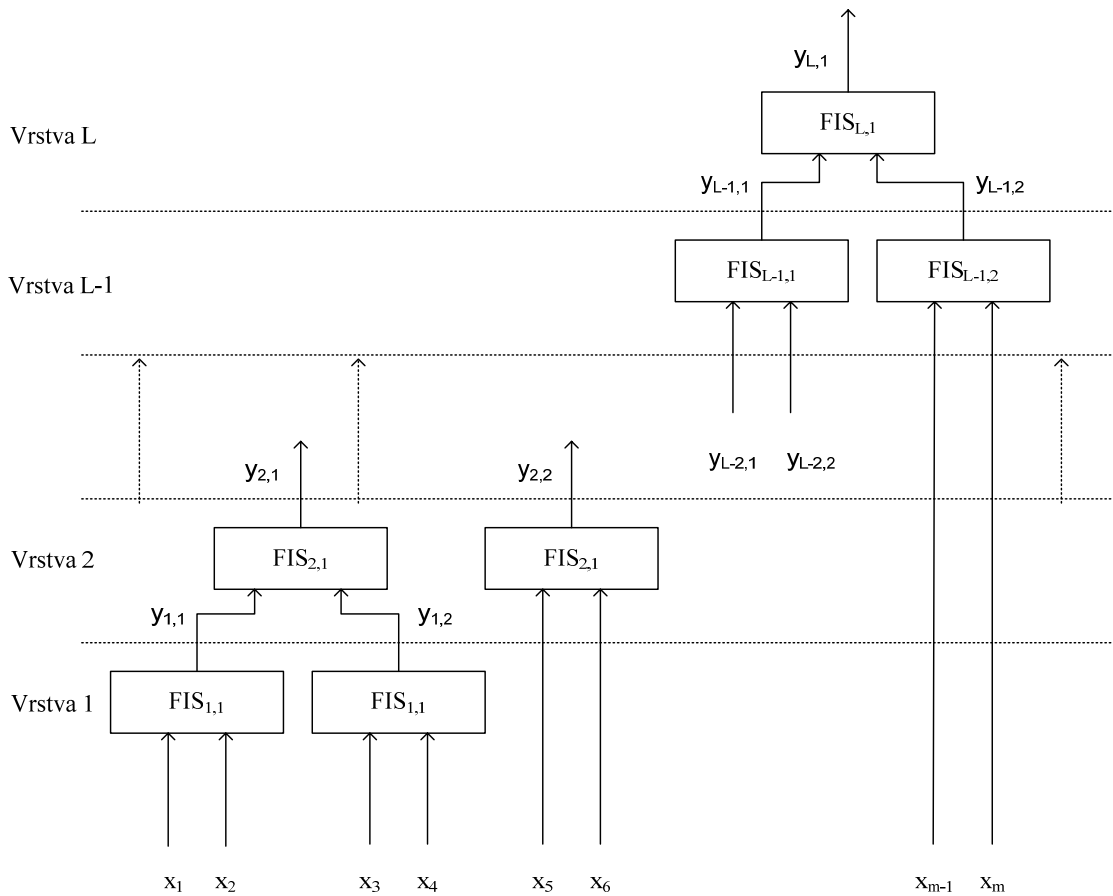 y_{L,1}
Vrstva L
FIS_{L,1}
y_{L-1,1}
y_{L-1,2}
Vrstva L-1
FIS_{L-1,1}
FIS_{L-1,2}
y_{L-2,1}
y_{L-2,2}
y_{2,1}
y_{2,2}
Vrstva 2
FIS_{2,1}
FIS_{2,1}
y_{1,1}
y_{1,2}
Vrstva 1
FIS_{1,1}
FIS_{1,1}
x_1 x_2 x_3 x_4 x_5 x_6 x_{m-1} x_m